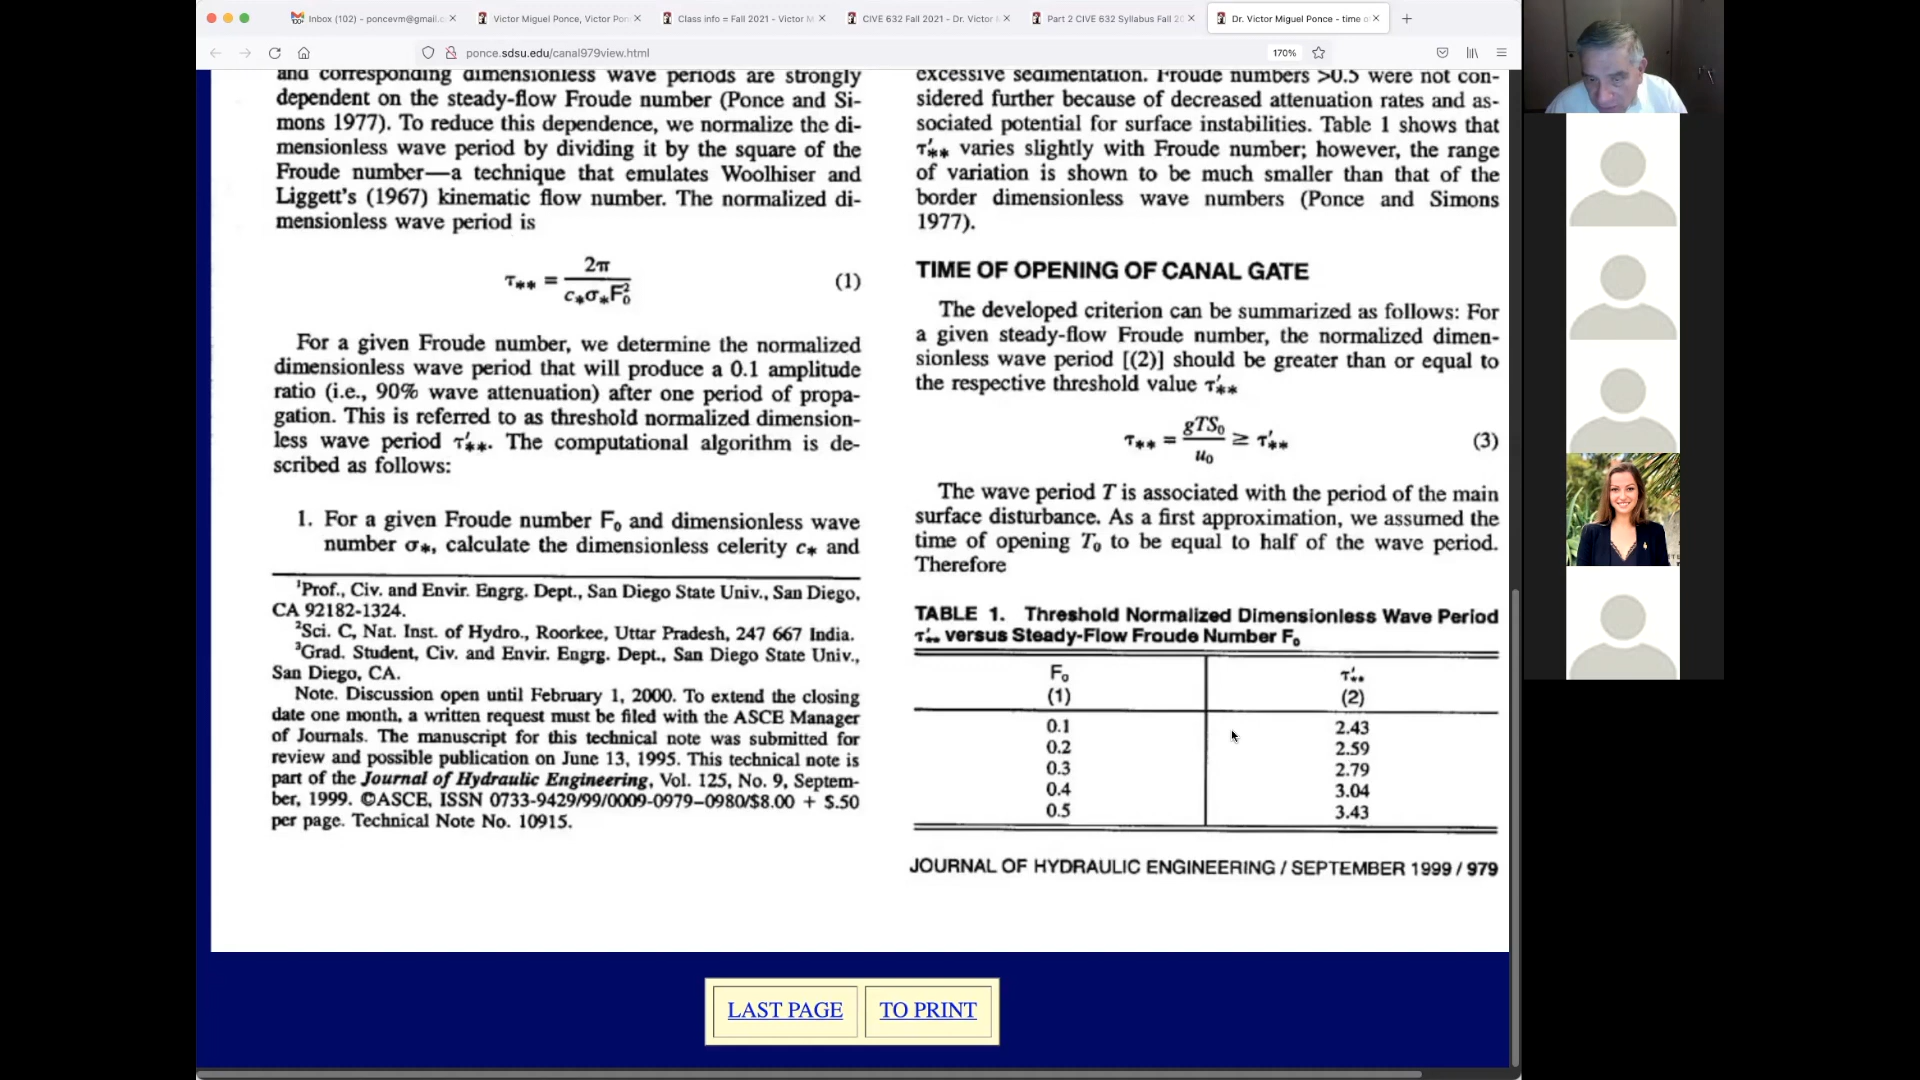 Inbox (102) - poncevm@gmail.c
Victor Miguel Ponce, Victor Pon
Class info = Fall 2021 - Victor M
CIVE 632 Fall 2021 - Dr. Victor
Part 2 CIVE 632 Syllabus Fall 20
Dr. Victor Miguel Ponce - time o
ponce.sdsu.edu/canal979view.html
170%
and corresponding dimensionless wave periods are strongly
dependent on the steady-flow Froude number (Ponce and Si-
mons 1977). To reduce this dependence, we normalize the di-
mensionless wave period by dividing it by the square of the
Froude number—a technique that emulates Woolhiser and
Liggett's (1967) kinematic flow number. The normalized di-
mensionless wave period is
τ** = 2π / c*σ*F₀² (1)
For a given Froude number, we determine the normalized
dimensionless wave period that will produce a 0.1 amplitude
ratio (i.e., 90% wave attenuation) after one period of propa-
gation. This is referred to as threshold normalized dimension-
less wave period τ′**. The computational algorithm is de-
scribed as follows:
1. For a given Froude number F₀ and dimensionless wave
number σ*, calculate the dimensionless celerity c* and
¹Prof., Civ. and Envir. Engrg. Dept., San Diego State Univ., San Diego,
CA 92182-1324.
²Sci. C, Nat. Inst. of Hydro., Roorkee, Uttar Pradesh, 247 667 India.
³Grad. Student, Civ. and Envir. Engrg. Dept., San Diego State Univ.,
San Diego, CA.
Note. Discussion open until February 1, 2000. To extend the closing
date one month, a written request must be filed with the ASCE Manager
of Journals. The manuscript for this technical note was submitted for
review and possible publication on June 13, 1995. This technical note is
part of the Journal of Hydraulic Engineering, Vol. 125, No. 9, Septem-
ber, 1999. ©ASCE, ISSN 0733-9429/99/0009-0979–0980/$8.00 + $.50
per page. Technical Note No. 10915.
excessive sedimentation. Froude numbers >0.5 were not con-
sidered further because of decreased attenuation rates and as-
sociated potential for surface instabilities. Table 1 shows that
τ′** varies slightly with Froude number; however, the range
of variation is shown to be much smaller than that of the
border dimensionless wave numbers (Ponce and Simons
1977).
TIME OF OPENING OF CANAL GATE
The developed criterion can be summarized as follows: For
a given steady-flow Froude number, the normalized dimen-
sionless wave period [(2)] should be greater than or equal to
the respective threshold value τ′**
τ** = gTS₀ / u₀ ≥ τ′** (3)
The wave period T is associated with the period of the main
surface disturbance. As a first approximation, we assumed the
time of opening T₀ to be equal to half of the wave period.
Therefore
TABLE 1. Threshold Normalized Dimensionless Wave Period
τ′** versus Steady-Flow Froude Number F₀
F₀ τ′**
(1) (2)
0.1 2.43
0.2 2.59
0.3 2.79
0.4 3.04
0.5 3.43
JOURNAL OF HYDRAULIC ENGINEERING / SEPTEMBER 1999 / 979
LAST PAGE
TO PRINT